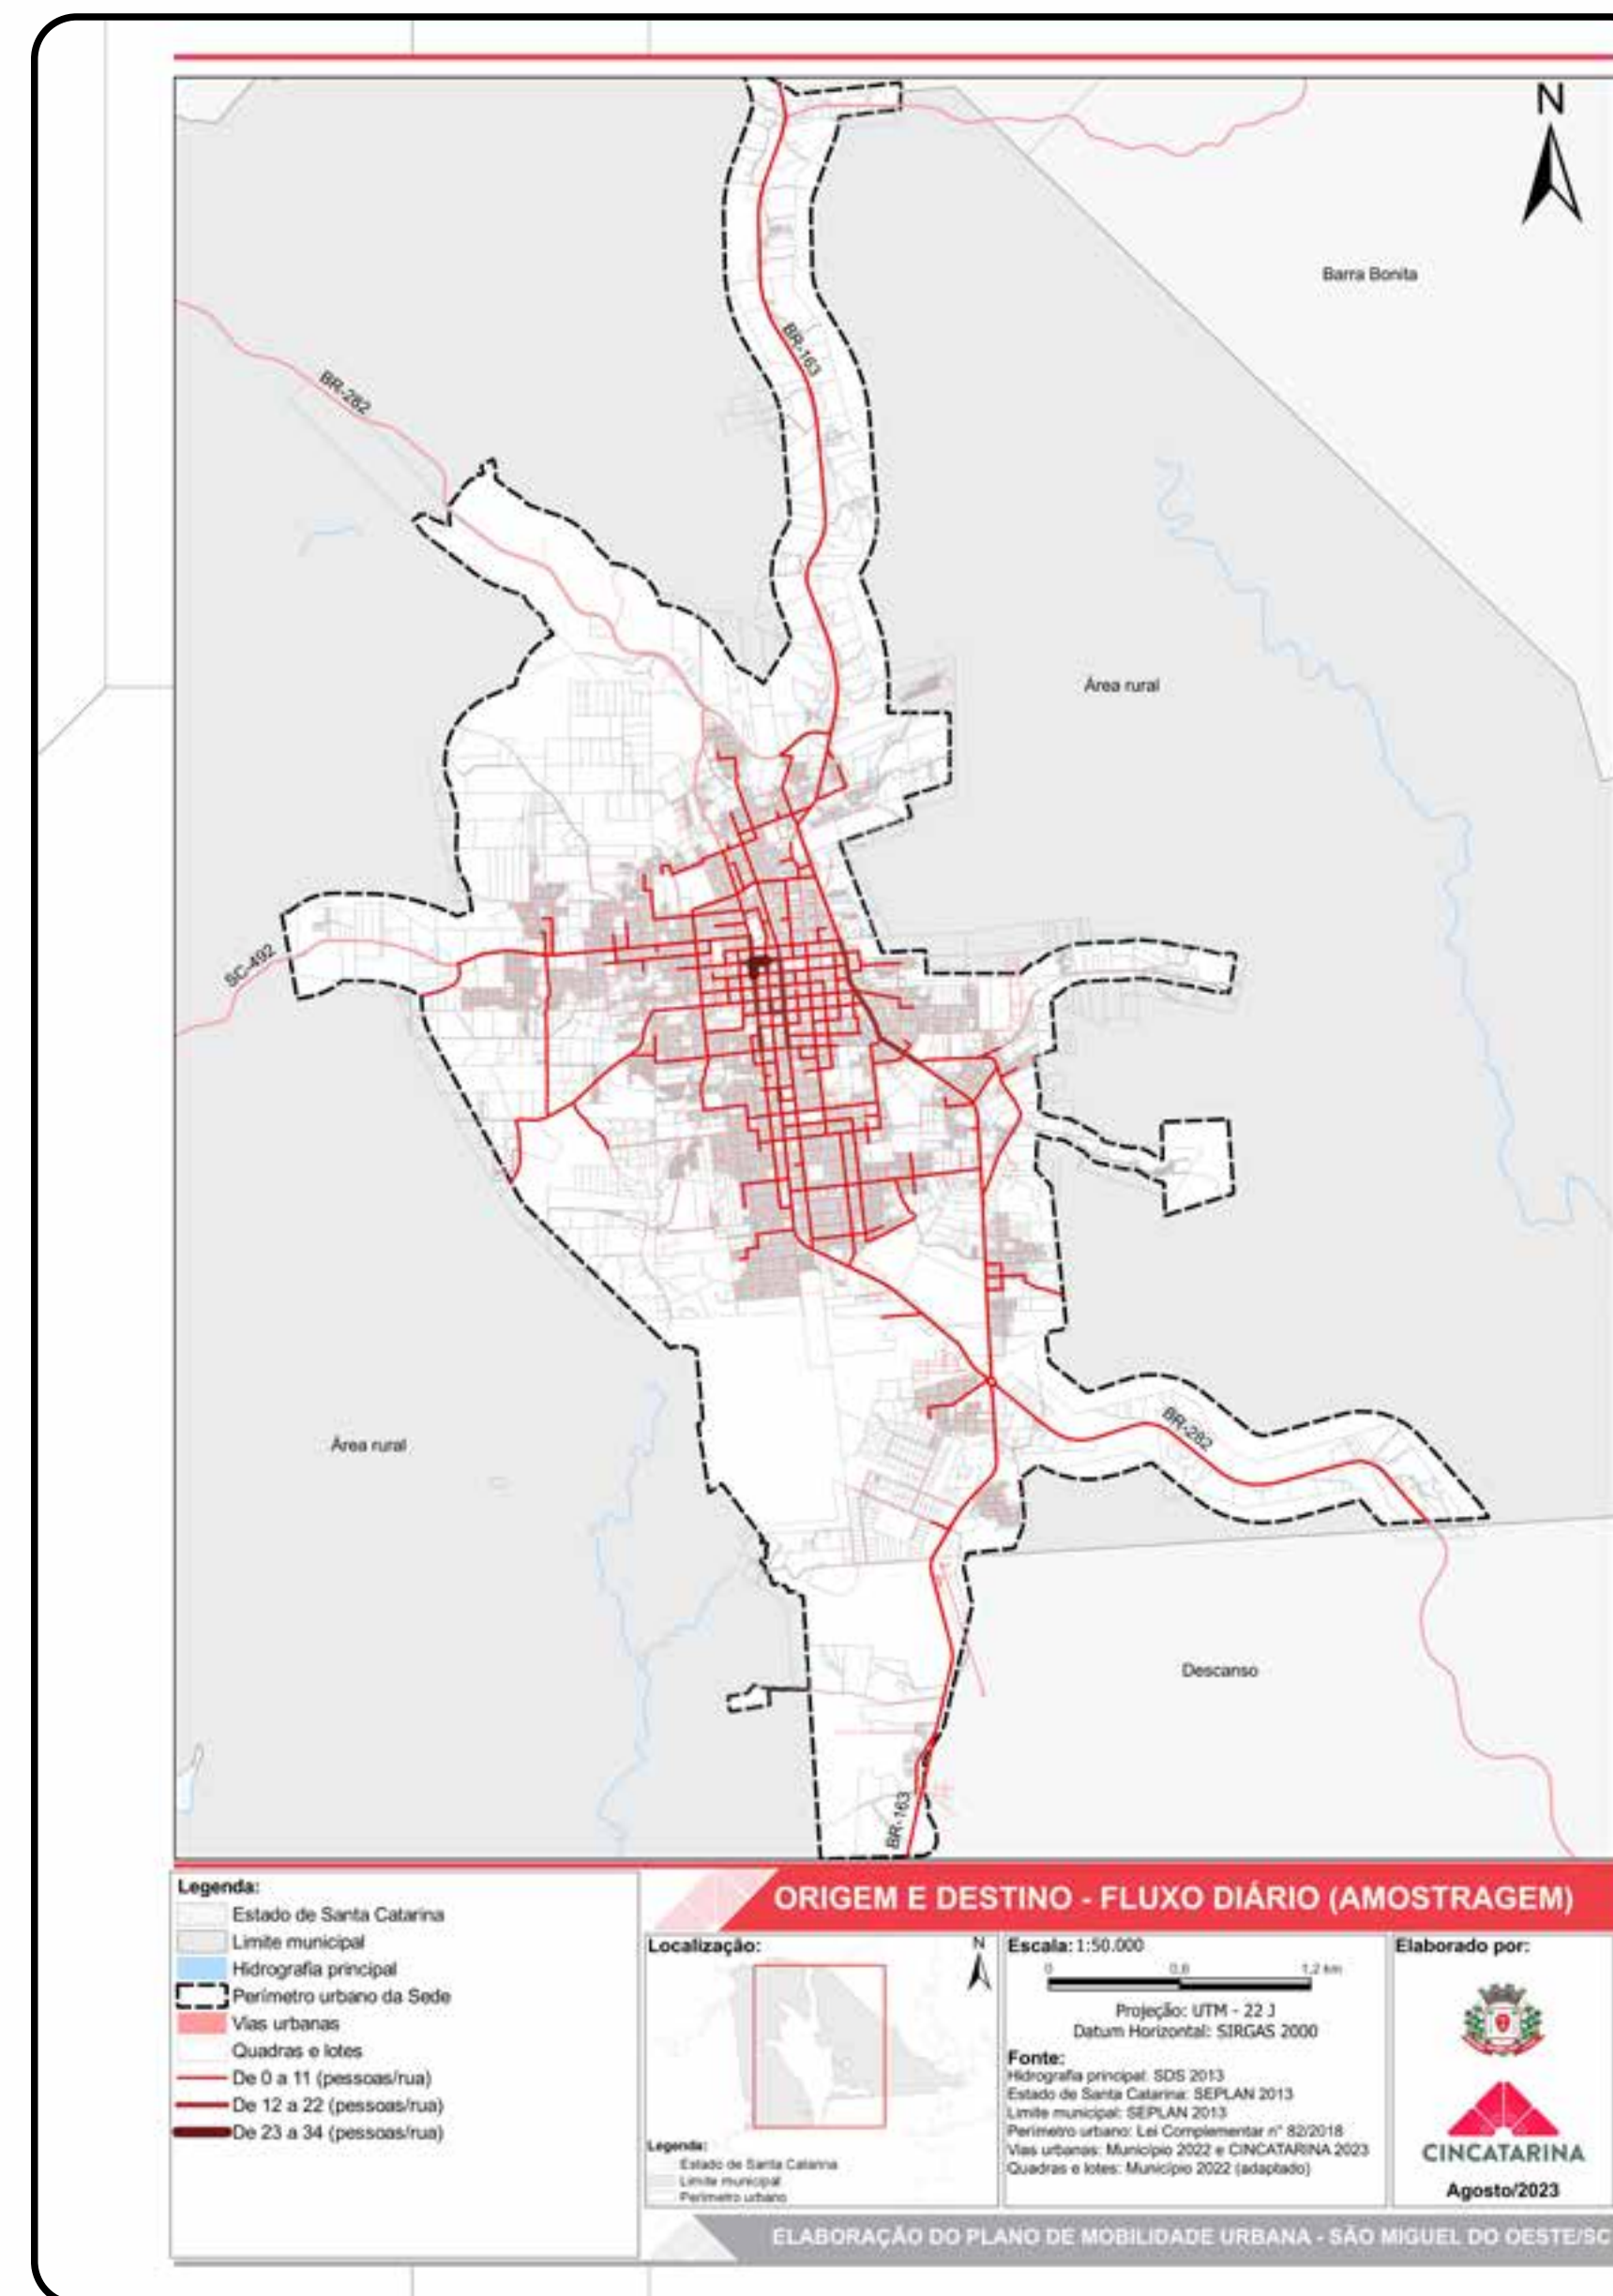 N
Barra Bonita
BR-163
BR-282
Área rural
SC-492
Área rural
BR-282
Descanso
BR-163
Legenda:
Estado de Santa Catarina
Limite municipal
Hidrografia principal
Perímetro urbano da Sede
Vias urbanas
Quadras e lotes
De 0 a 11 (pessoas/rua)
De 12 a 22 (pessoas/rua)
De 23 a 34 (pessoas/rua)
ORIGEM E DESTINO - FLUXO DIÁRIO (AMOSTRAGEM)
Localização:
N
Legenda:
Estado de Santa Catarina
Limite municipal
Perímetro urbano
Escala: 1:50.000
0 0,6 1,2 km
Projeção: UTM - 22 J
Datum Horizontal: SIRGAS 2000
Fonte:
Hidrografia principal: SDS 2013
Estado de Santa Catarina: SEPLAN 2013
Limite municipal: SEPLAN 2013
Perímetro urbano: Lei Complementar n° 82/2018
Vias urbanas: Município 2022 e CINCATARINA 2023
Quadras e lotes: Município 2022 (adaptado)
Elaborado por:
CINCATARINA
Agosto/2023
ELABORAÇÃO DO PLANO DE MOBILIDADE URBANA - SÃO MIGUEL DO OESTE/SC